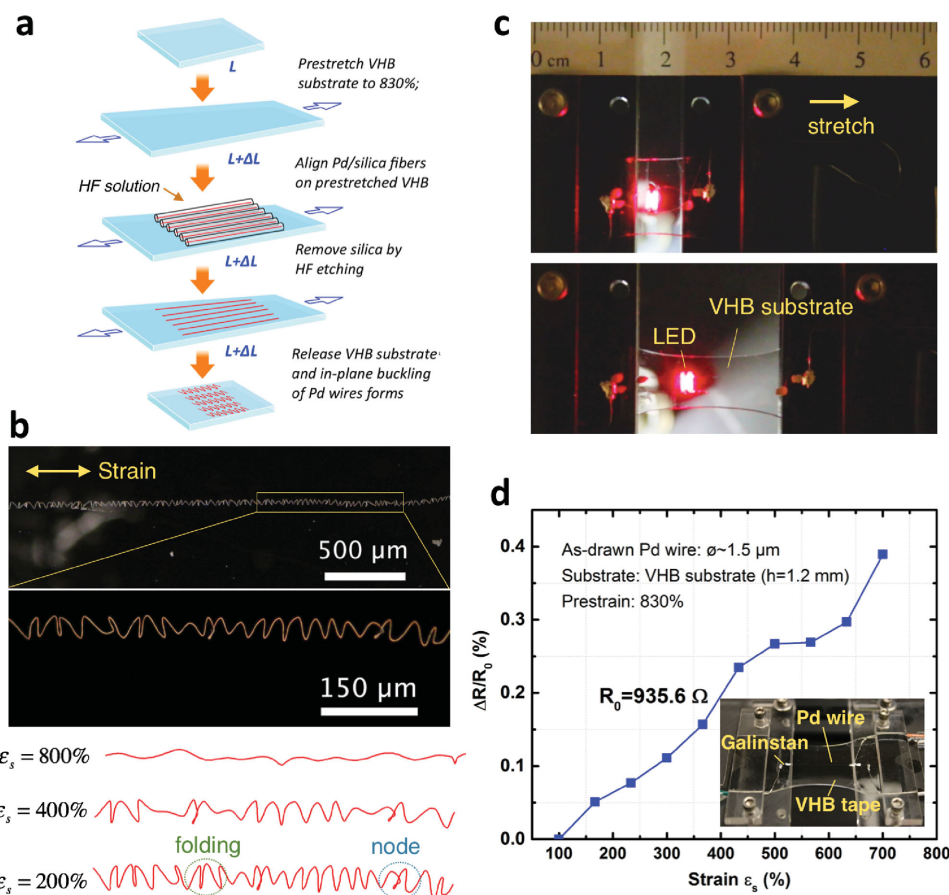 a
L
Prestretch VHB
substrate to 830%;
L+ΔL
Align Pd/silica fibers
on prestretched VHB
HF solution
L+ΔL
Remove silica by
HF etching
L+ΔL
Release VHB substrate
and in-plane buckling
of Pd wires forms
b
Strain
500 μm
150 μm
εs = 800%
εs = 400%
folding
node
εs = 200%
c
0 cm 1 2 3 4 5 6
stretch
VHB substrate
LED
d
ΔR/R0 (%)
0.4
0.3
0.2
0.1
0.0
As-drawn Pd wire: ø~1.5 μm
Substrate: VHB substrate (h=1.2 mm)
Prestrain: 830%
R0=935.6 Ω
Pd wire
Galinstan
VHB tape
100 200 300 400 500 600 700 800
Strain εs (%)